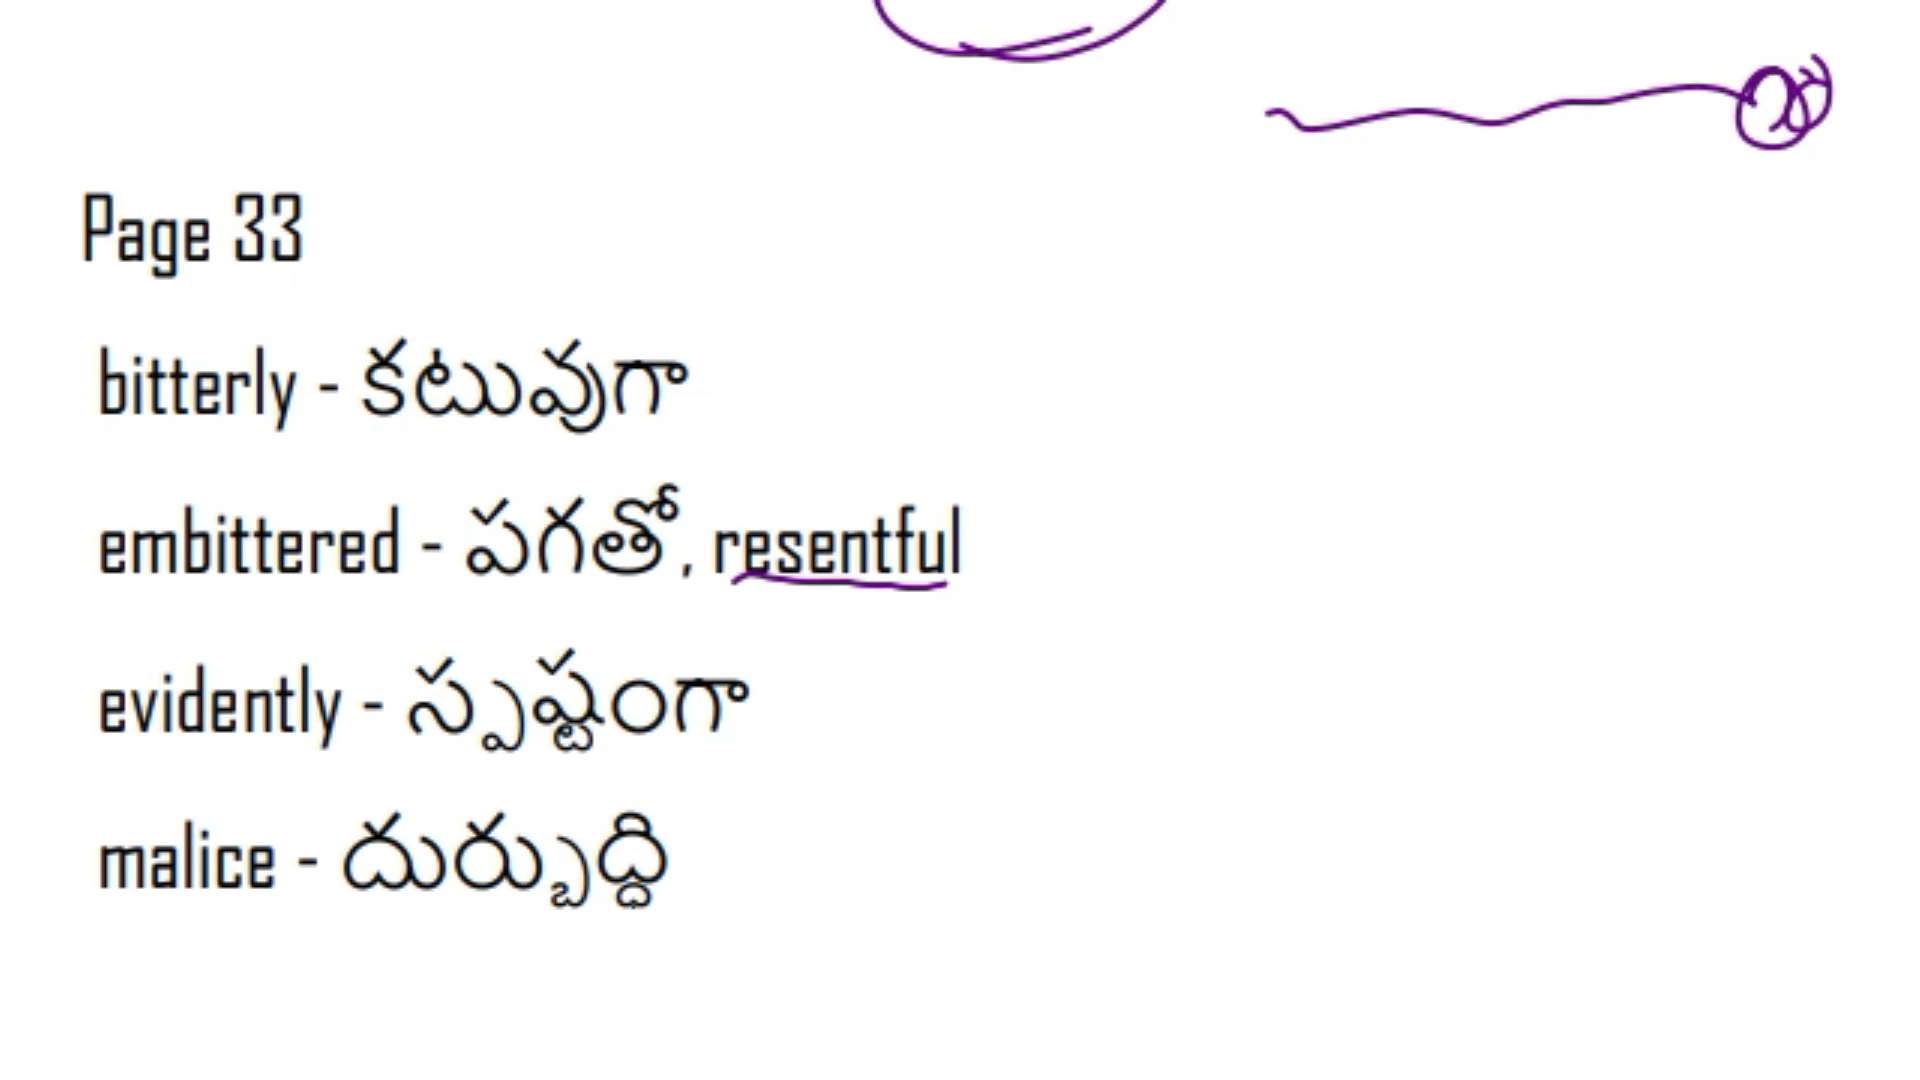 Page 33
bitterly - కటువుగా
embittered - పగతో, resentful
evidently - స్పష్టంగా
malice - దుర్బుద్ధి